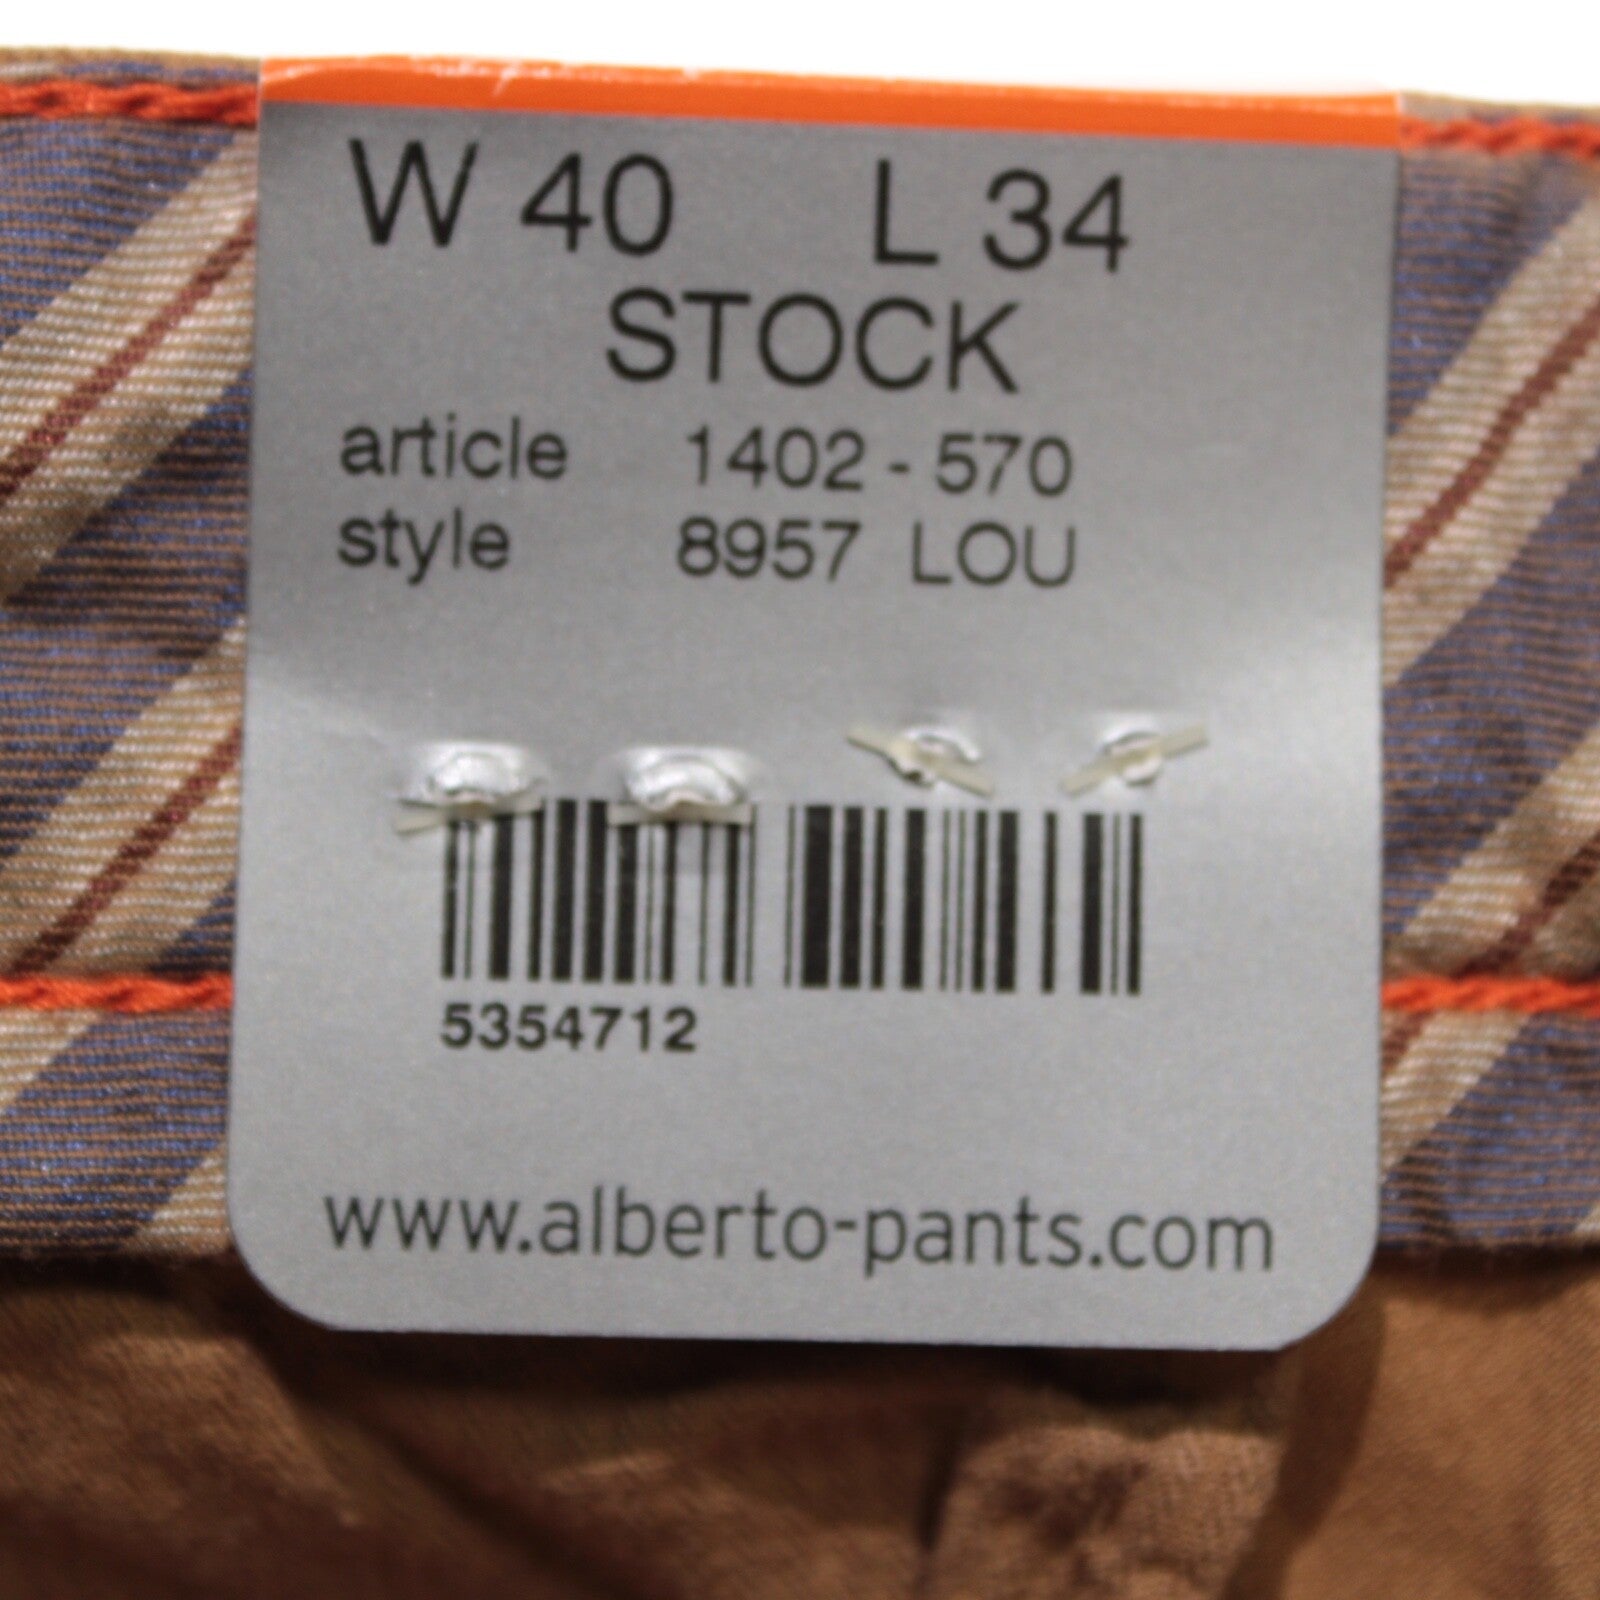 W 40 L 34
STOCK
article 1402 - 570
style 8957 LOU
5354712
www.alberto-pants.com